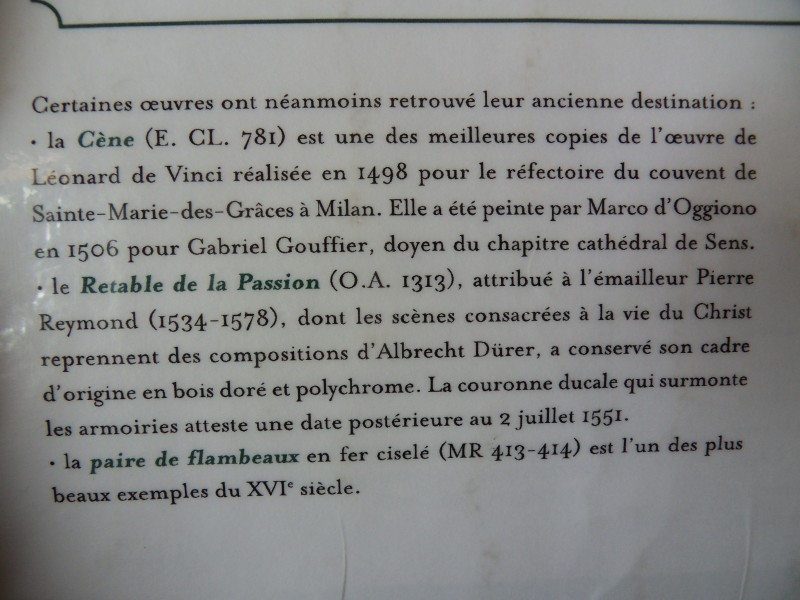 Certaines œuvres ont néanmoins retrouvé leur ancienne destination :
• la Cène (E. CL. 781) est une des meilleures copies de l'œuvre de
Léonard de Vinci réalisée en 1498 pour le réfectoire du couvent de
Sainte-Marie-des-Grâces à Milan. Elle a été peinte par Marco d'Oggiono
en 1506 pour Gabriel Gouffier, doyen du chapitre cathédral de Sens.
• le Retable de la Passion (O.A. 1313), attribué à l'émailleur Pierre
Reymond (1534-1578), dont les scènes consacrées à la vie du Christ
reprennent des compositions d'Albrecht Dürer, a conservé son cadre
d'origine en bois doré et polychrome. La couronne ducale qui surmonte
les armoiries atteste une date postérieure au 2 juillet 1551.
• la paire de flambeaux en fer ciselé (MR 413-414) est l'un des plus
beaux exemples du XVIe siècle.